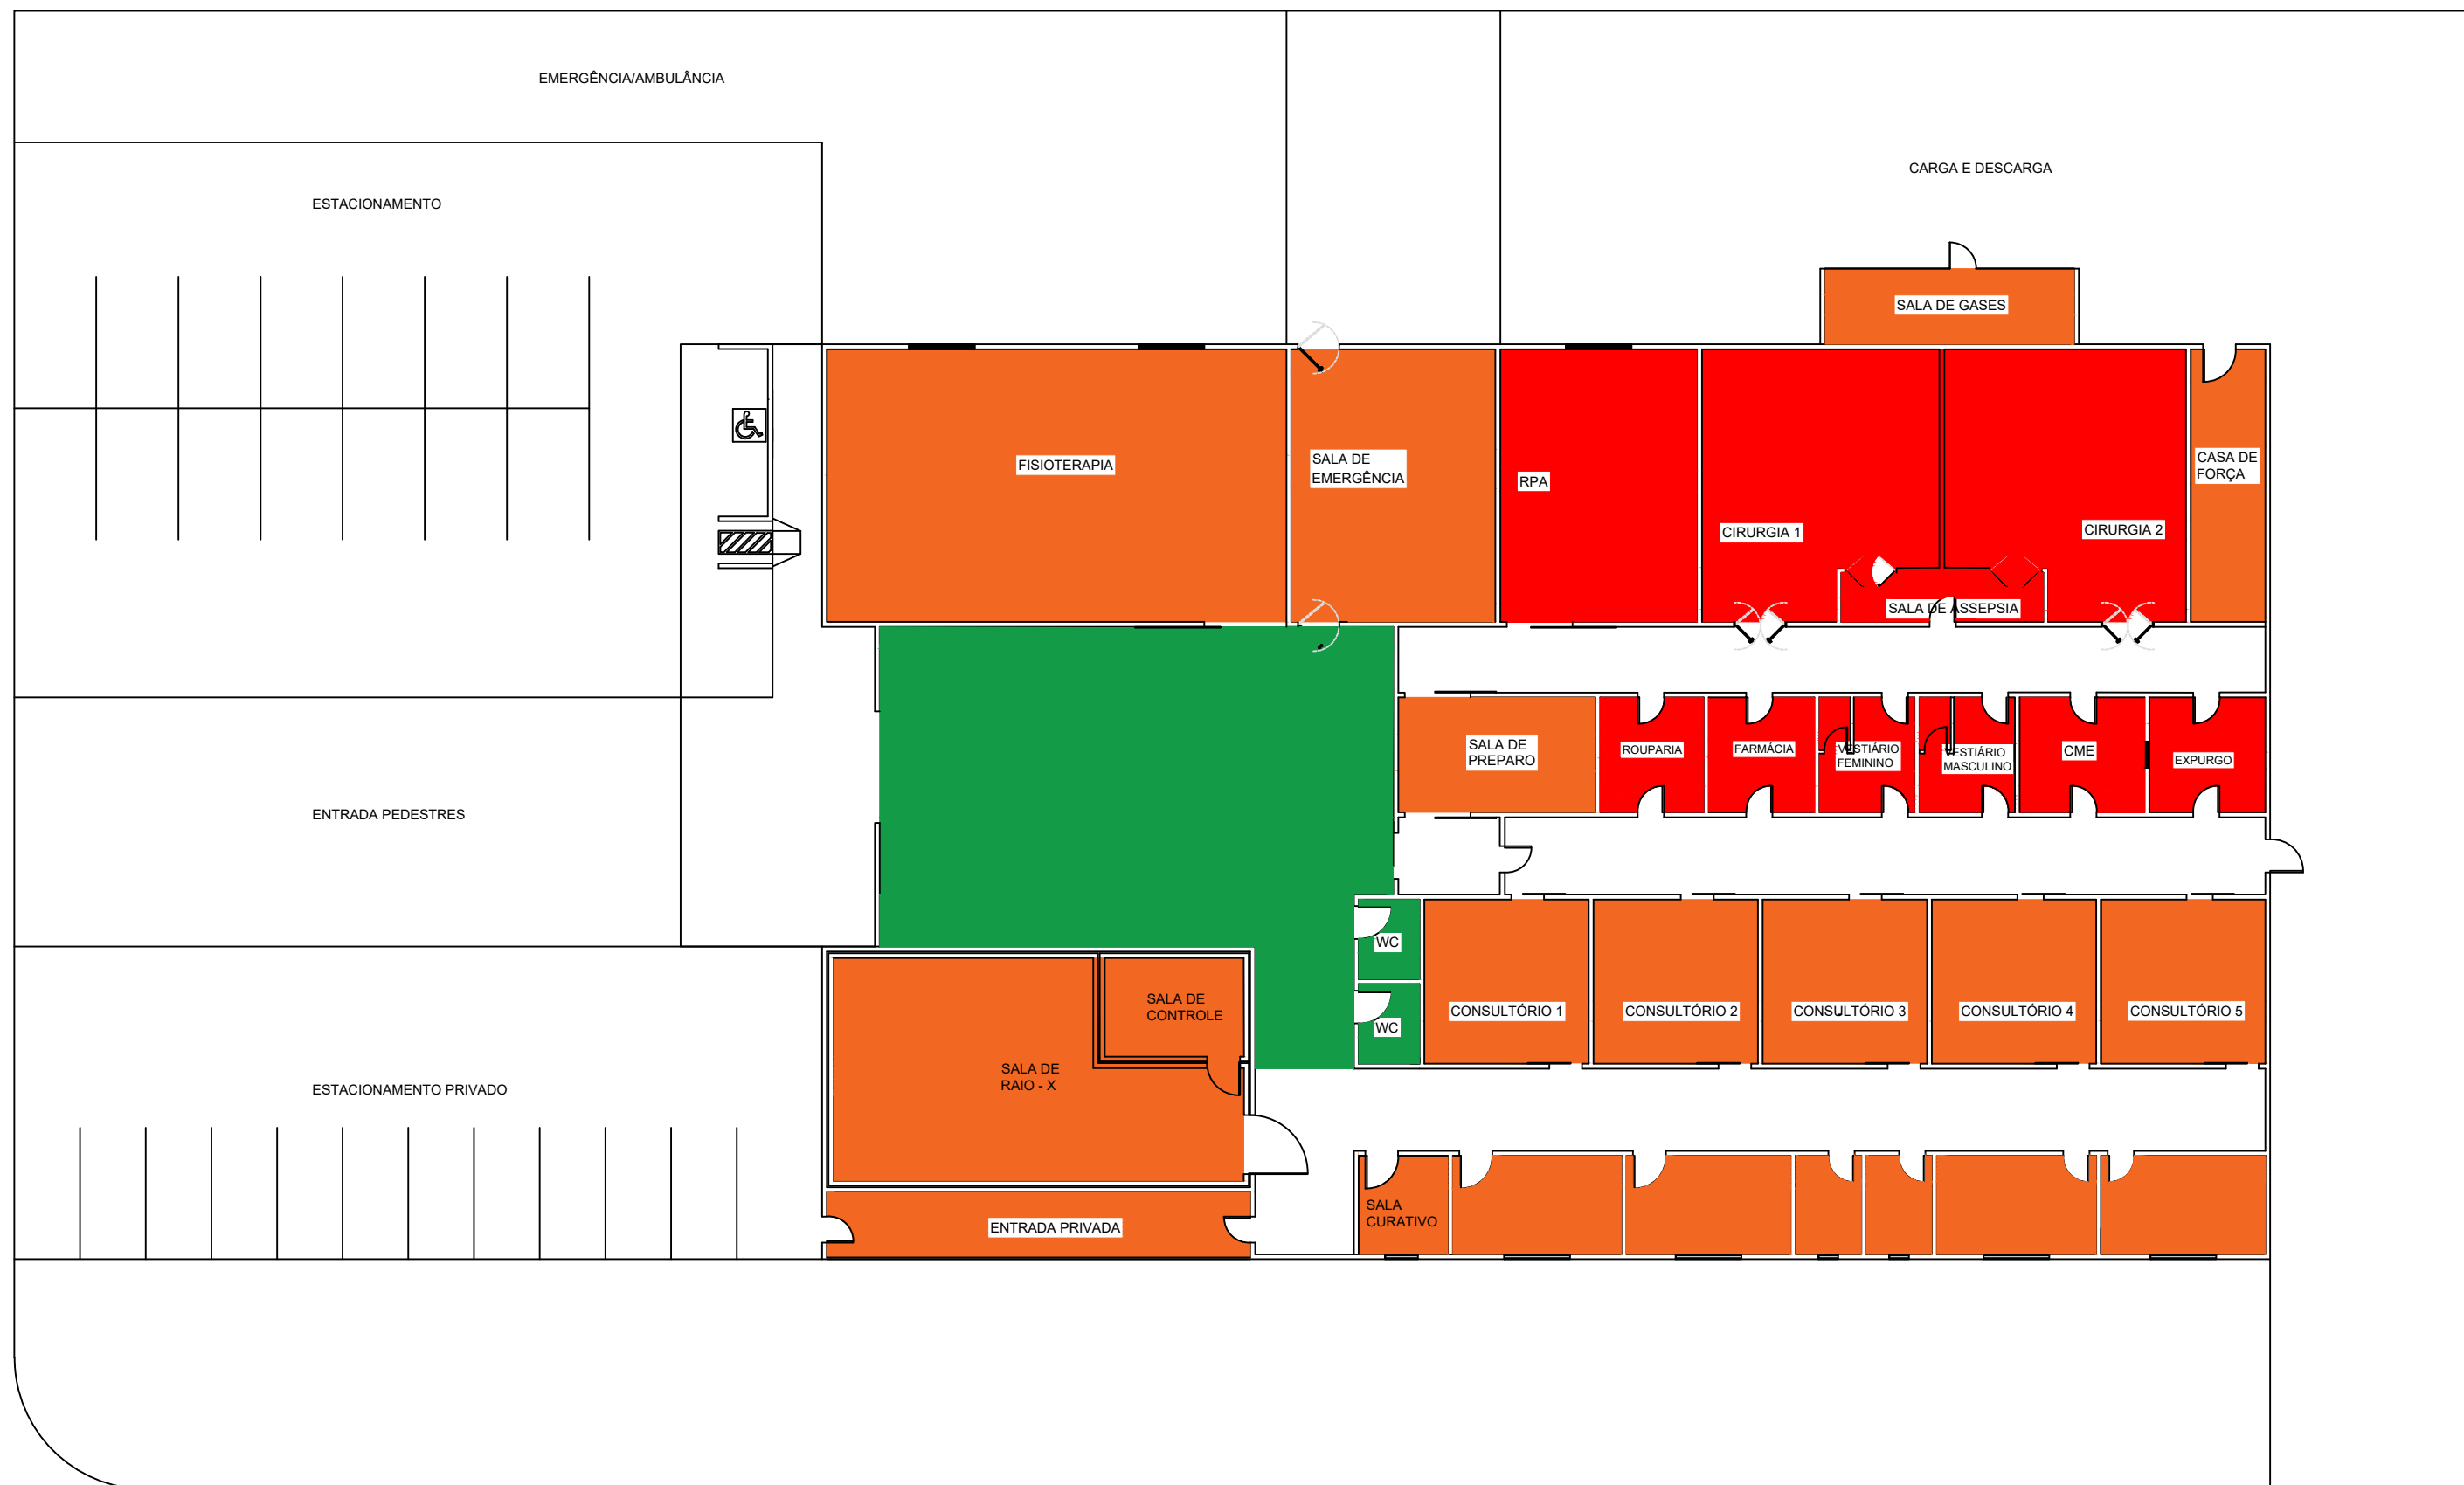 EMERGÊNCIA/AMBULÂNCIA
CARGA E DESCARGA
ESTACIONAMENTO
SALA DE GASES
FISIOTERAPIA
SALA DE
EMERGÊNCIA
RPA
CIRURGIA 1
CIRURGIA 2
CASA DE
FORÇA
SALA DE ASSEPSIA
SALA DE
PREPARO
ROUPARIA
FARMÁCIA
VESTIÁRIO
FEMININO
VESTIÁRIO
MASCULINO
CME
EXPURGO
ENTRADA PEDESTRES
WC
WC
CONSULTÓRIO 1
CONSULTÓRIO 2
CONSULTÓRIO 3
CONSULTÓRIO 4
CONSULTÓRIO 5
SALA DE
CONTROLE
SALA DE
RAIO - X
ESTACIONAMENTO PRIVADO
ENTRADA PRIVADA
SALA
CURATIVO